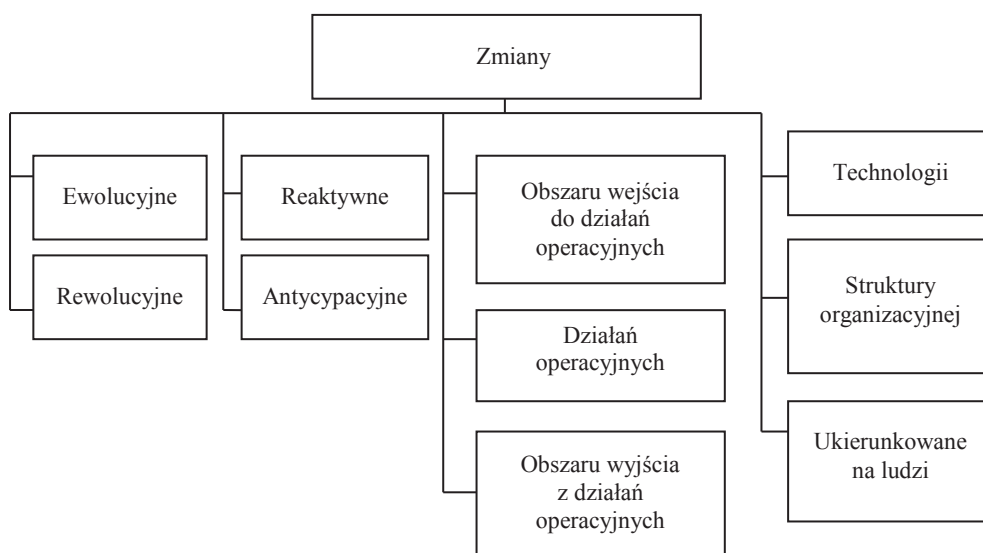 Zmiany
Ewolucyjne
Rewolucyjne
Reaktywne
Antycypacyjne
Obszaru wejścia
do działań
operacyjnych
Działań
operacyjnych
Obszaru wyjścia
z działań
operacyjnych
Technologii
Struktury
organizacyjnej
Ukierunkowane
na ludzi